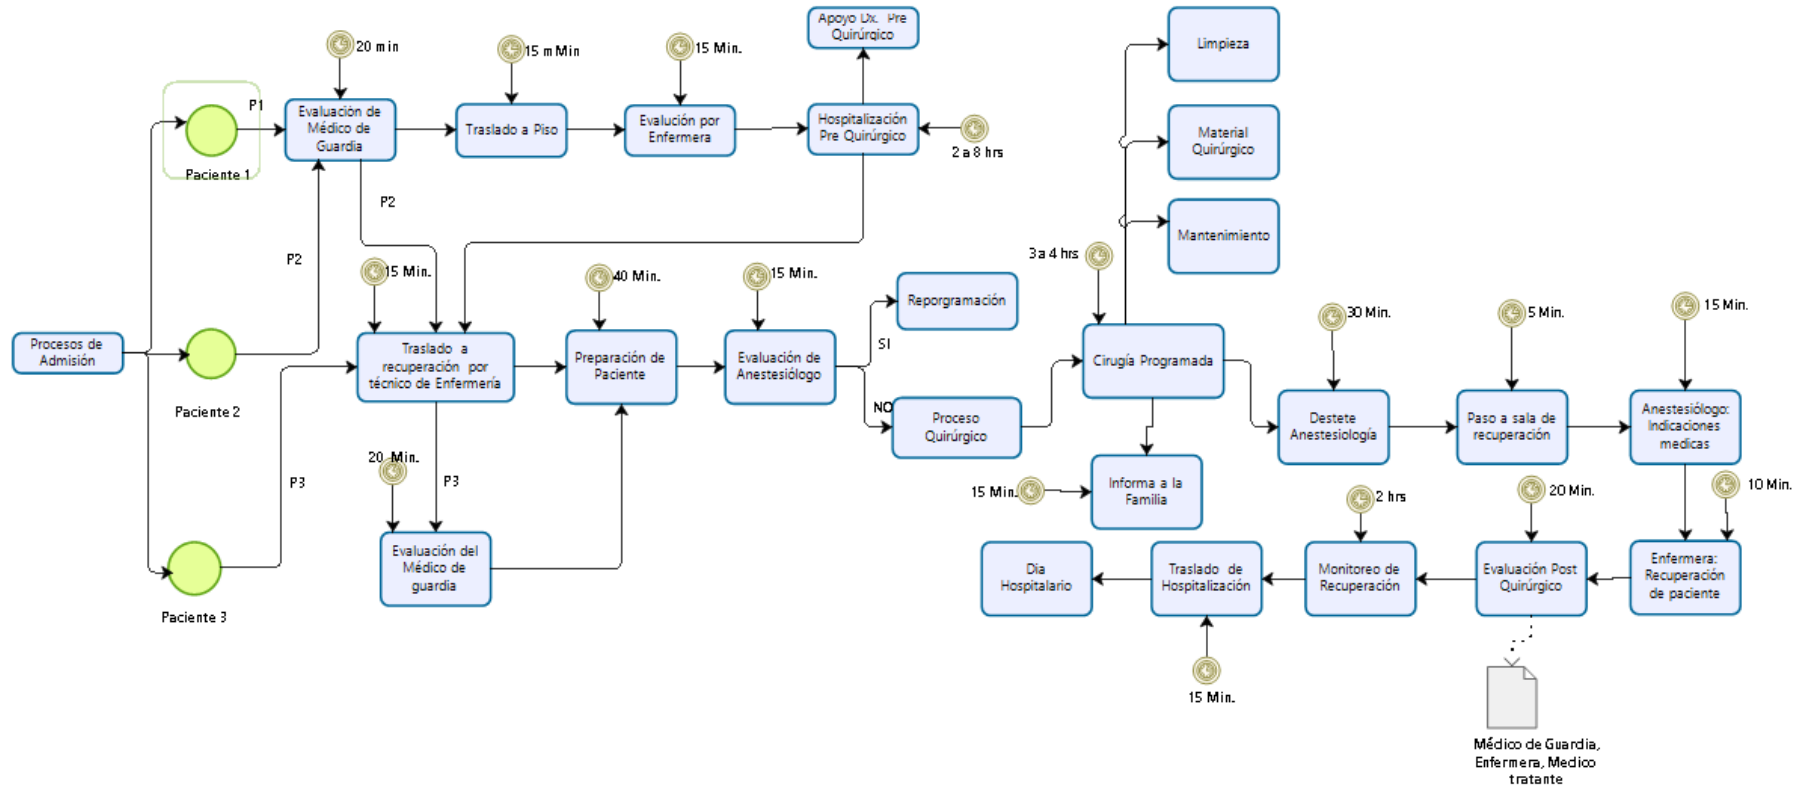 Apoyo Dx. Pre
Quirúrgico
20 min
15 mMin
15 Min.
Limpieza
P1
Evaluación de
Médico de
Guardia
Traslado a Piso
Evalución por
Enfermera
Hospitalización
Pre Quirúrgico
2 a 8 hrs
Material
Quirúrgico
Paciente 1
P2
P2
Mantenimiento
3 a 4 hrs
15 Min.
40 Min.
15 Min.
Reporgramación
SI
Procesos de
Admisión
Traslado a
recuperación por
técnico de Enfermería
Preparación de
Paciente
Evaluación de
Anestesiólogo
Cirugía Programada
30 Min.
5 Min.
15 Min.
Paciente 2
NO
Proceso
Quirúrgico
Destete
Anestesiología
Paso a sala de
recuperación
Anestesiólogo:
Indicaciones
medicas
20 Min.
P3
P3
15 Min.
Informa a la
Familia
2 hrs
20 Min.
10 Min.
Evaluación del
Médico de
guardia
Dia
Hospitalario
Traslado de
Hospitalización
Monitoreo de
Recuperación
Evaluación Post
Quirúrgico
Enfermera:
Recuperación
de paciente
Paciente 3
15 Min.
Médico de Guardia,
Enfermera, Medico
tratante